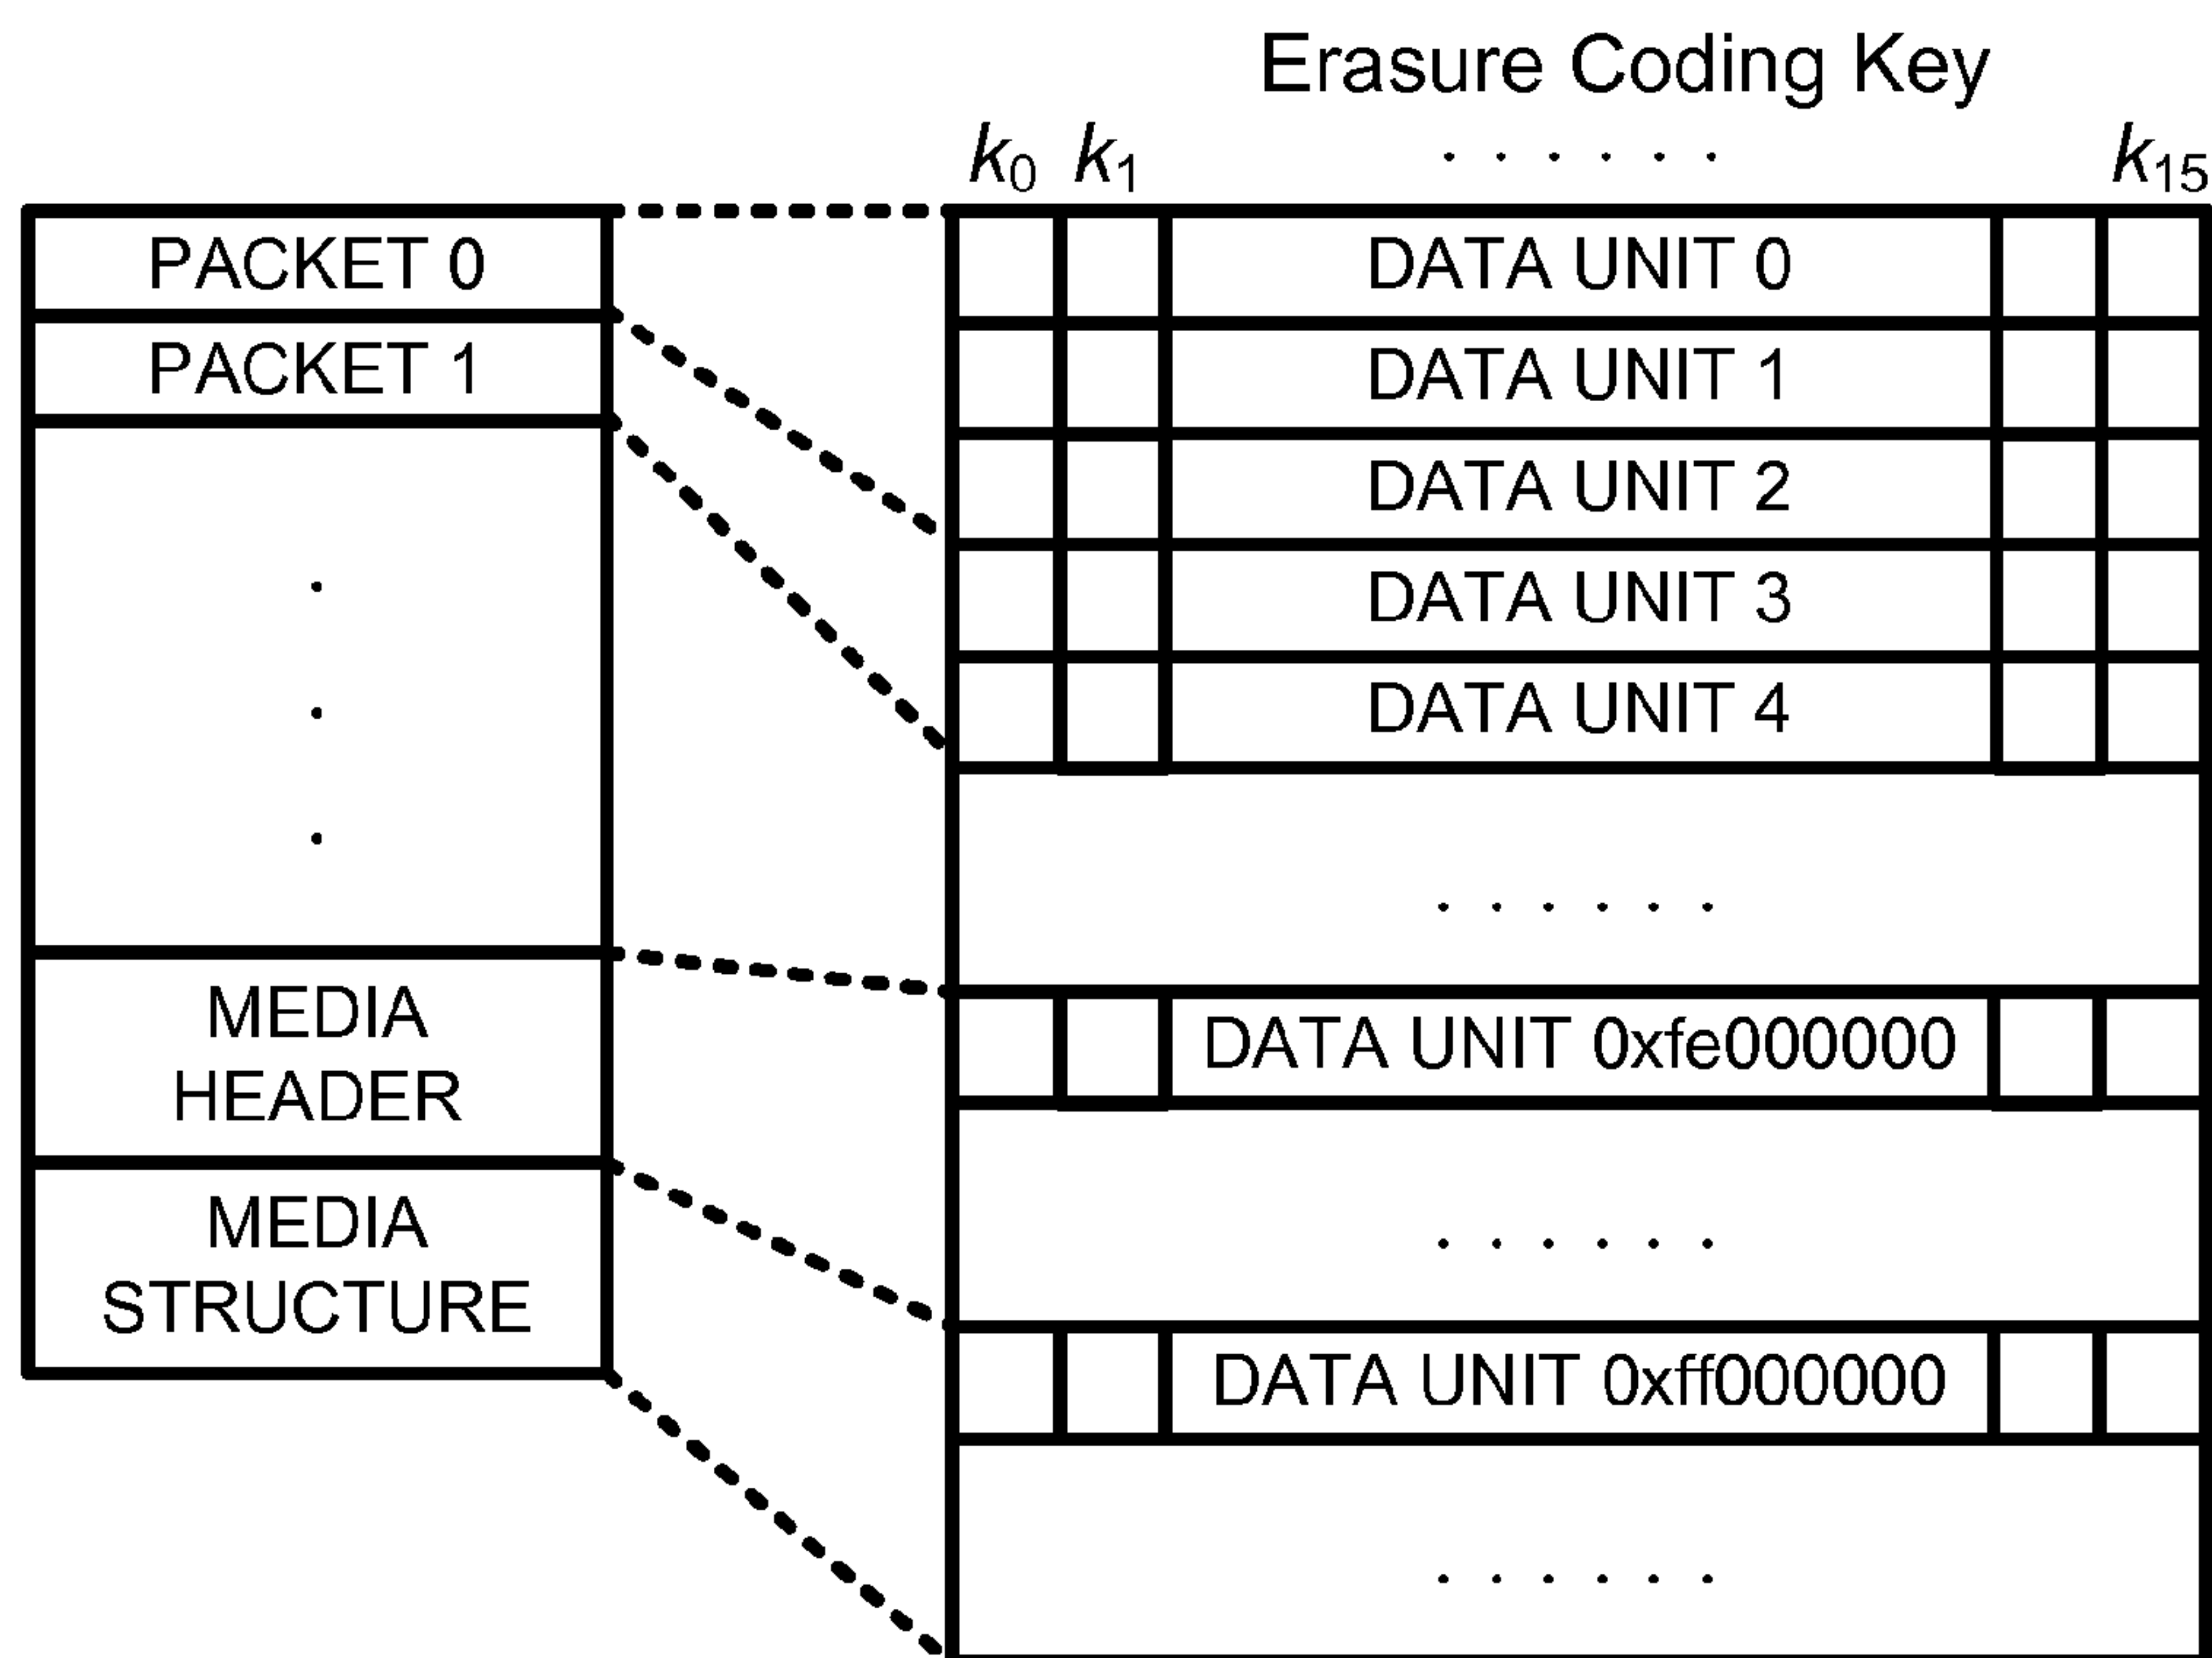 Erasure Coding Key
k0 k1 . . . . . . k15
PACKET 0
PACKET 1
.
.
.
MEDIA
HEADER
MEDIA
STRUCTURE
DATA UNIT 0
DATA UNIT 1
DATA UNIT 2
DATA UNIT 3
DATA UNIT 4
. . . . . .
DATA UNIT 0xfe000000
. . . . . .
DATA UNIT 0xff000000
. . . . . .